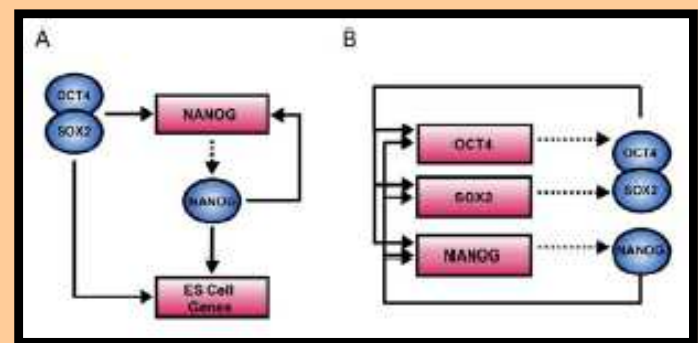 A
OCT4
SOX2
NANOG
NANOG
ES Cell
Genes
B
OCT4
SOX2
NANOG
OCT4
SOX2
NANOG